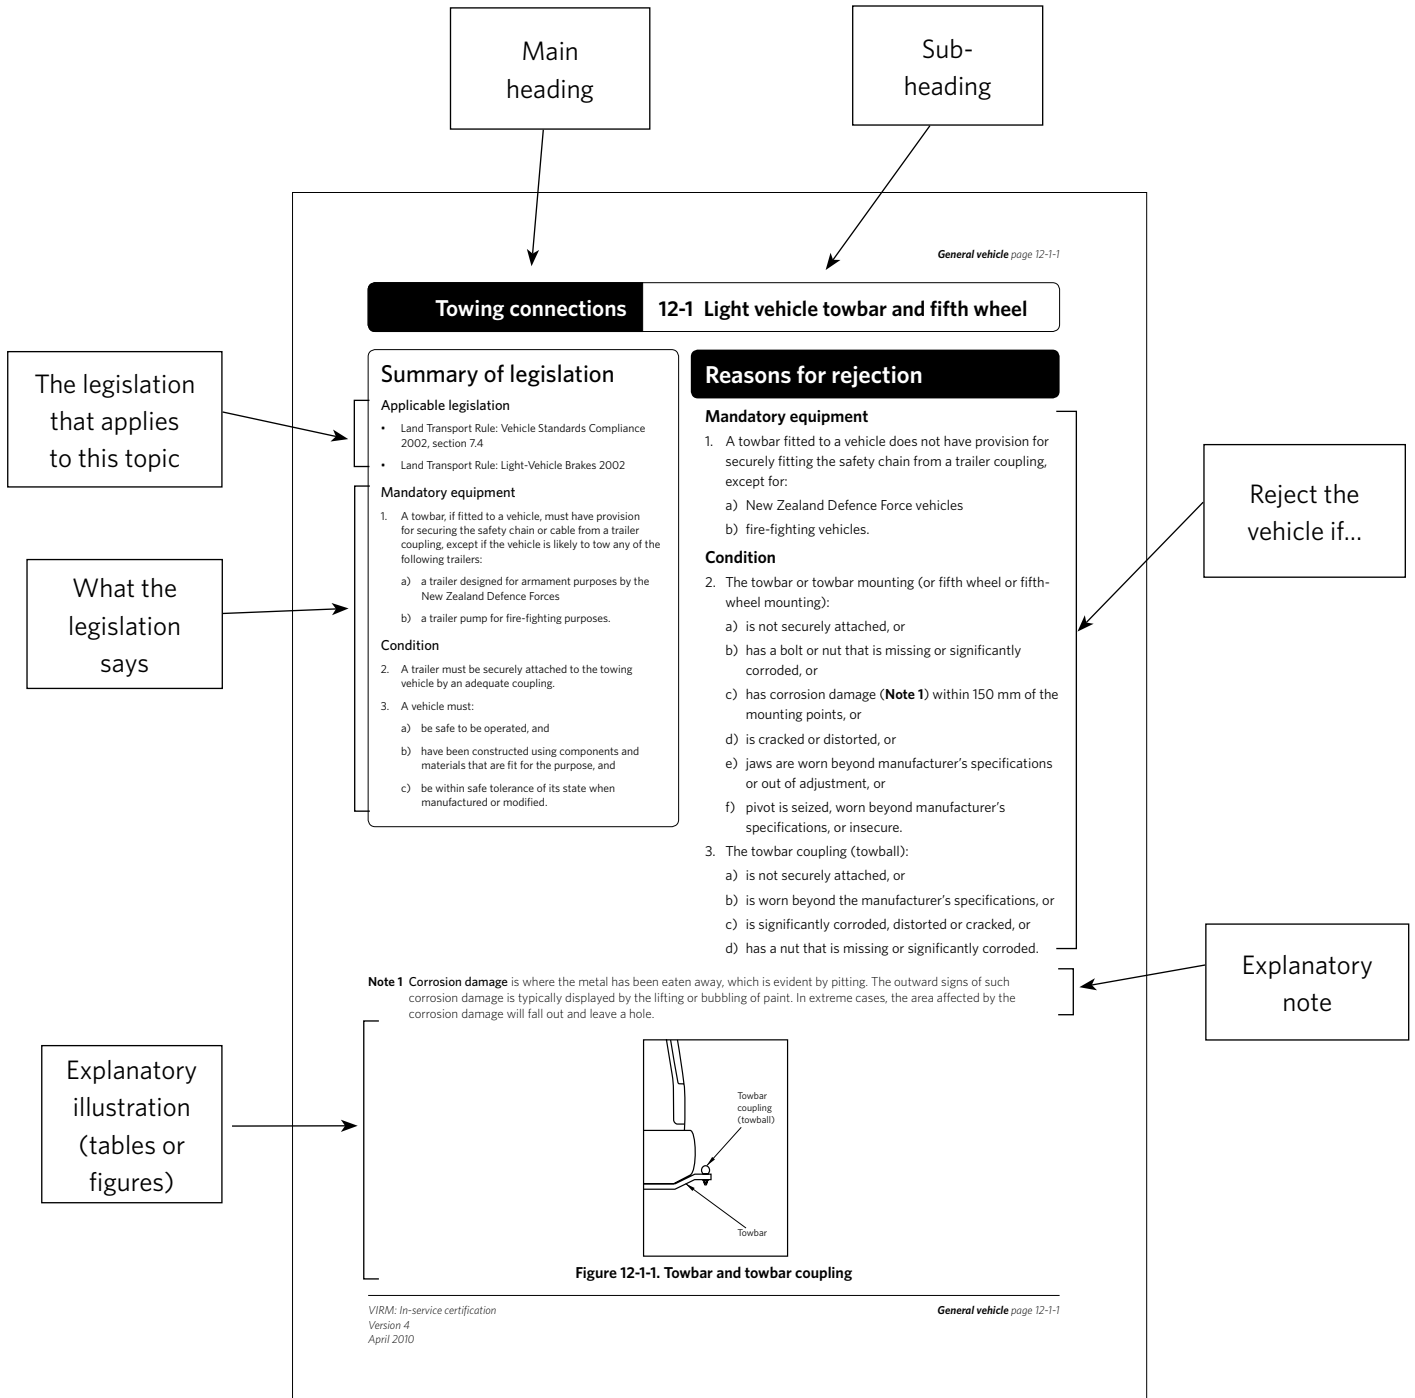 Main
heading
Sub-
heading
General vehicle page 12-1-1
Towing connections
12-1 Light vehicle towbar and fifth wheel
The legislation
that applies
to this topic
What the
legislation
says
Summary of legislation
Applicable legislation
• Land Transport Rule: Vehicle Standards Compliance
2002, section 7.4
• Land Transport Rule: Light-Vehicle Brakes 2002
Mandatory equipment
1. A towbar, if fitted to a vehicle, must have provision
for securing the safety chain or cable from a trailer
coupling, except if the vehicle is likely to tow any of the
following trailers:
a) a trailer designed for armament purposes by the
New Zealand Defence Forces
b) a trailer pump for fire-fighting purposes.
Condition
2. A trailer must be securely attached to the towing
vehicle by an adequate coupling.
3. A vehicle must:
a) be safe to be operated, and
b) have been constructed using components and
materials that are fit for the purpose, and
c) be within safe tolerance of its state when
manufactured or modified.
Reasons for rejection
Mandatory equipment
1. A towbar fitted to a vehicle does not have provision for
securely fitting the safety chain from a trailer coupling,
except for:
a) New Zealand Defence Force vehicles
b) fire-fighting vehicles.
Condition
2. The towbar or towbar mounting (or fifth wheel or fifth-
wheel mounting):
a) is not securely attached, or
b) has a bolt or nut that is missing or significantly
corroded, or
c) has corrosion damage (Note 1) within 150 mm of the
mounting points, or
d) is cracked or distorted, or
e) jaws are worn beyond manufacturer's specifications
or out of adjustment, or
f) pivot is seized, worn beyond manufacturer's
specifications, or insecure.
3. The towbar coupling (towball):
a) is not securely attached, or
b) is worn beyond the manufacturer's specifications, or
c) is significantly corroded, distorted or cracked, or
d) has a nut that is missing or significantly corroded.
Reject the
vehicle if...
Note 1 Corrosion damage is where the metal has been eaten away, which is evident by pitting. The outward signs of such
corrosion damage is typically displayed by the lifting or bubbling of paint. In extreme cases, the area affected by the
corrosion damage will fall out and leave a hole.
Explanatory
note
Explanatory
illustration
(tables or
figures)
Towbar
coupling
(towball)
Towbar
Figure 12-1-1. Towbar and towbar coupling
VIRM: In-service certification
Version 4
April 2010
General vehicle page 12-1-1